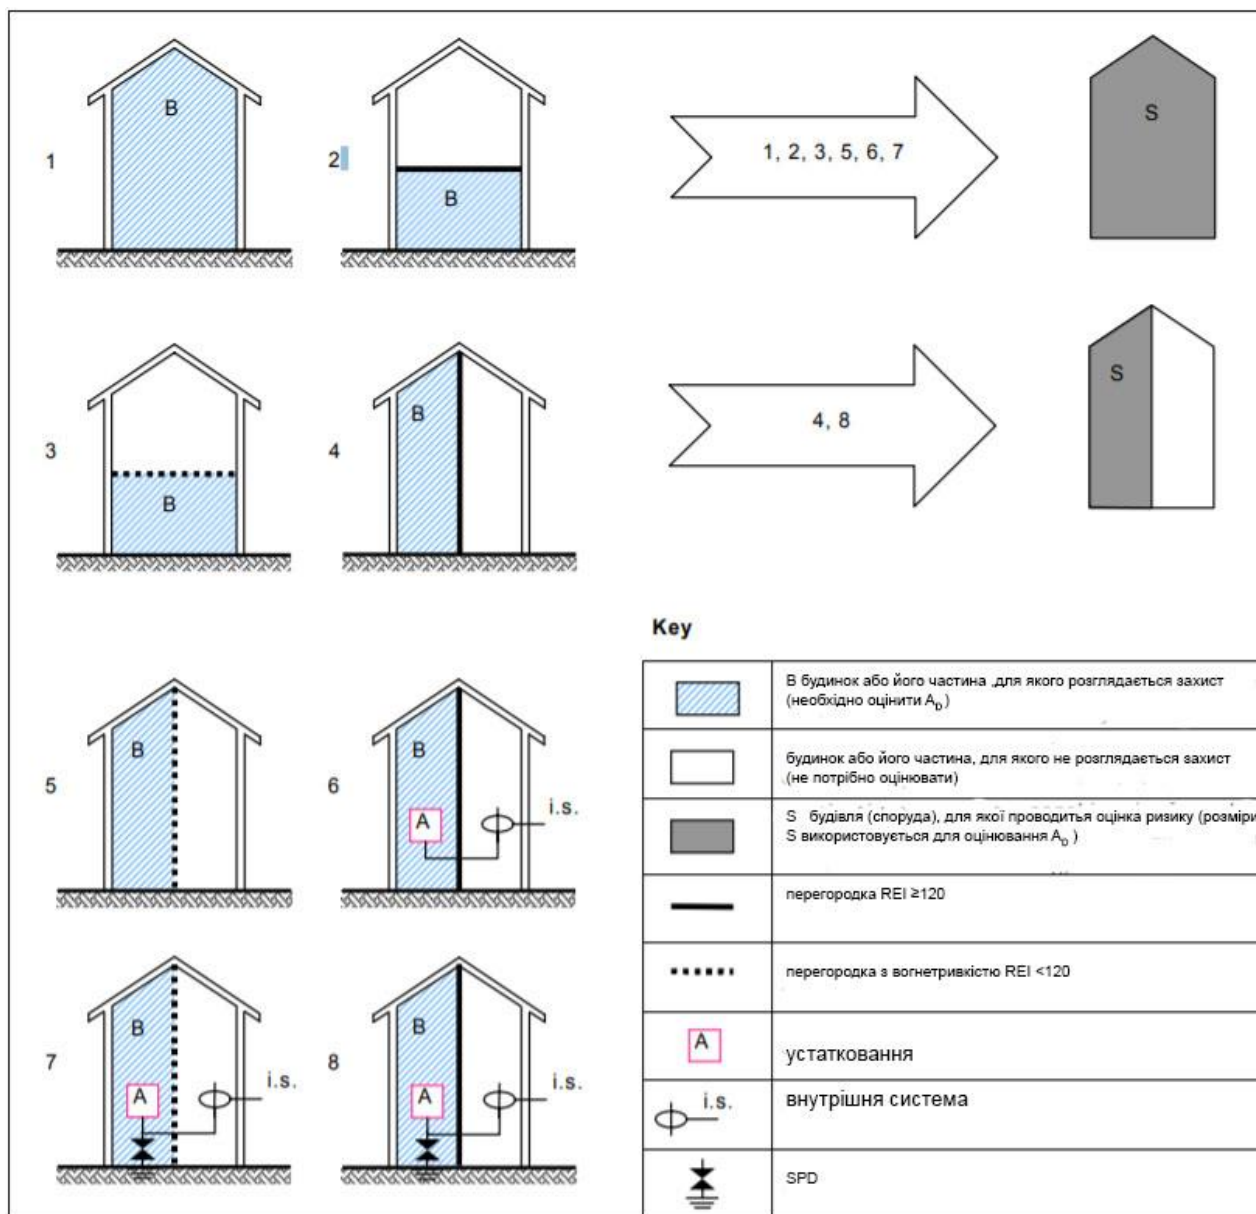 B
B
1
2
1, 2, 3, 5, 6, 7
S
3
B
4
B
4, 8
S
Key
В будинок або його частина ,для якого розглядається захист
(необхідно оцінити AD)
будинок або його частина, для якого не розглядається захист
(не потрібно оцінювати)
S будівля (споруда), для якої проводитья оцінка ризику (розміри
S використовується для оцінювання AD )
перегородка REI ≥120
перегородка з вогнетривкістю REI <120
A
устатковання
i.s.
внутрішня система
SPD
5
B
6
B
A
i.s.
7
B
A
i.s.
8
B
A
i.s.